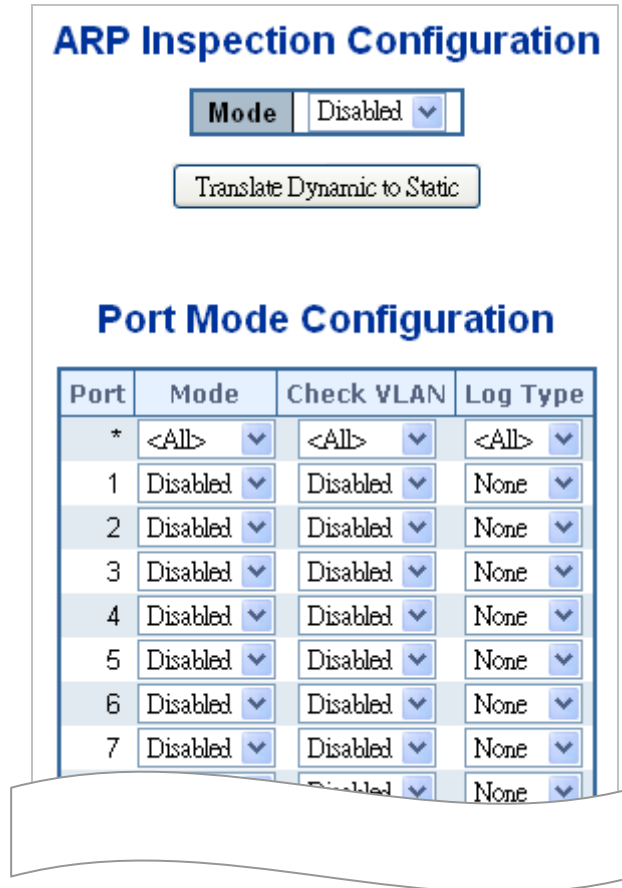 ARP Inspection Configuration
Mode Disabled
Translate Dynamic to Static
Port Mode Configuration
Port Mode Check VLAN Log Type
* <All> <All> <All>
1 Disabled Disabled None
2 Disabled Disabled None
3 Disabled Disabled None
4 Disabled Disabled None
5 Disabled Disabled None
6 Disabled Disabled None
7 Disabled Disabled None
Disabled None